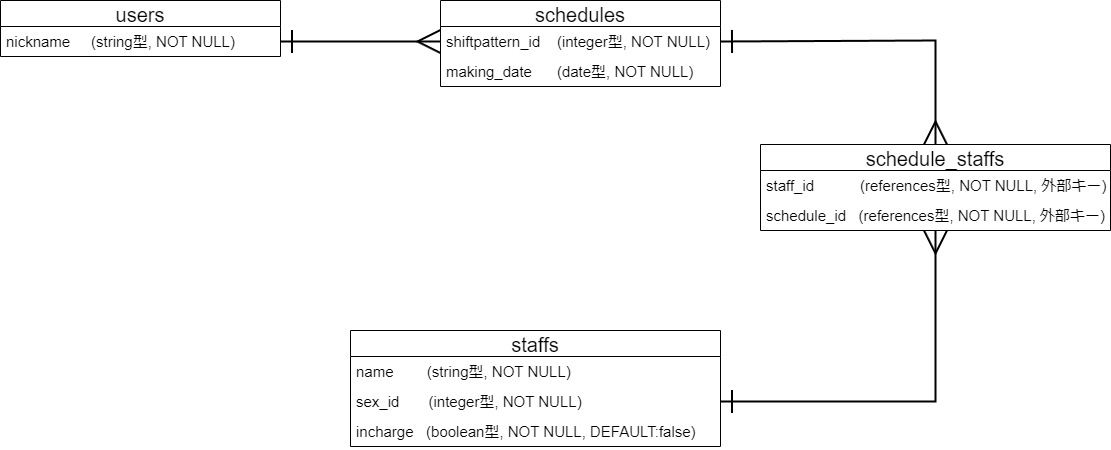 users
nickname (string型, NOT NULL)
schedules
shiftpattern_id (integer型, NOT NULL)
making_date (date型, NOT NULL)
schedule_staffs
staff_id (references型, NOT NULL, 外部キー)
schedule_id (references型, NOT NULL, 外部キー)
staffs
name (string型, NOT NULL)
sex_id (integer型, NOT NULL)
incharge (boolean型, NOT NULL, DEFAULT:false)